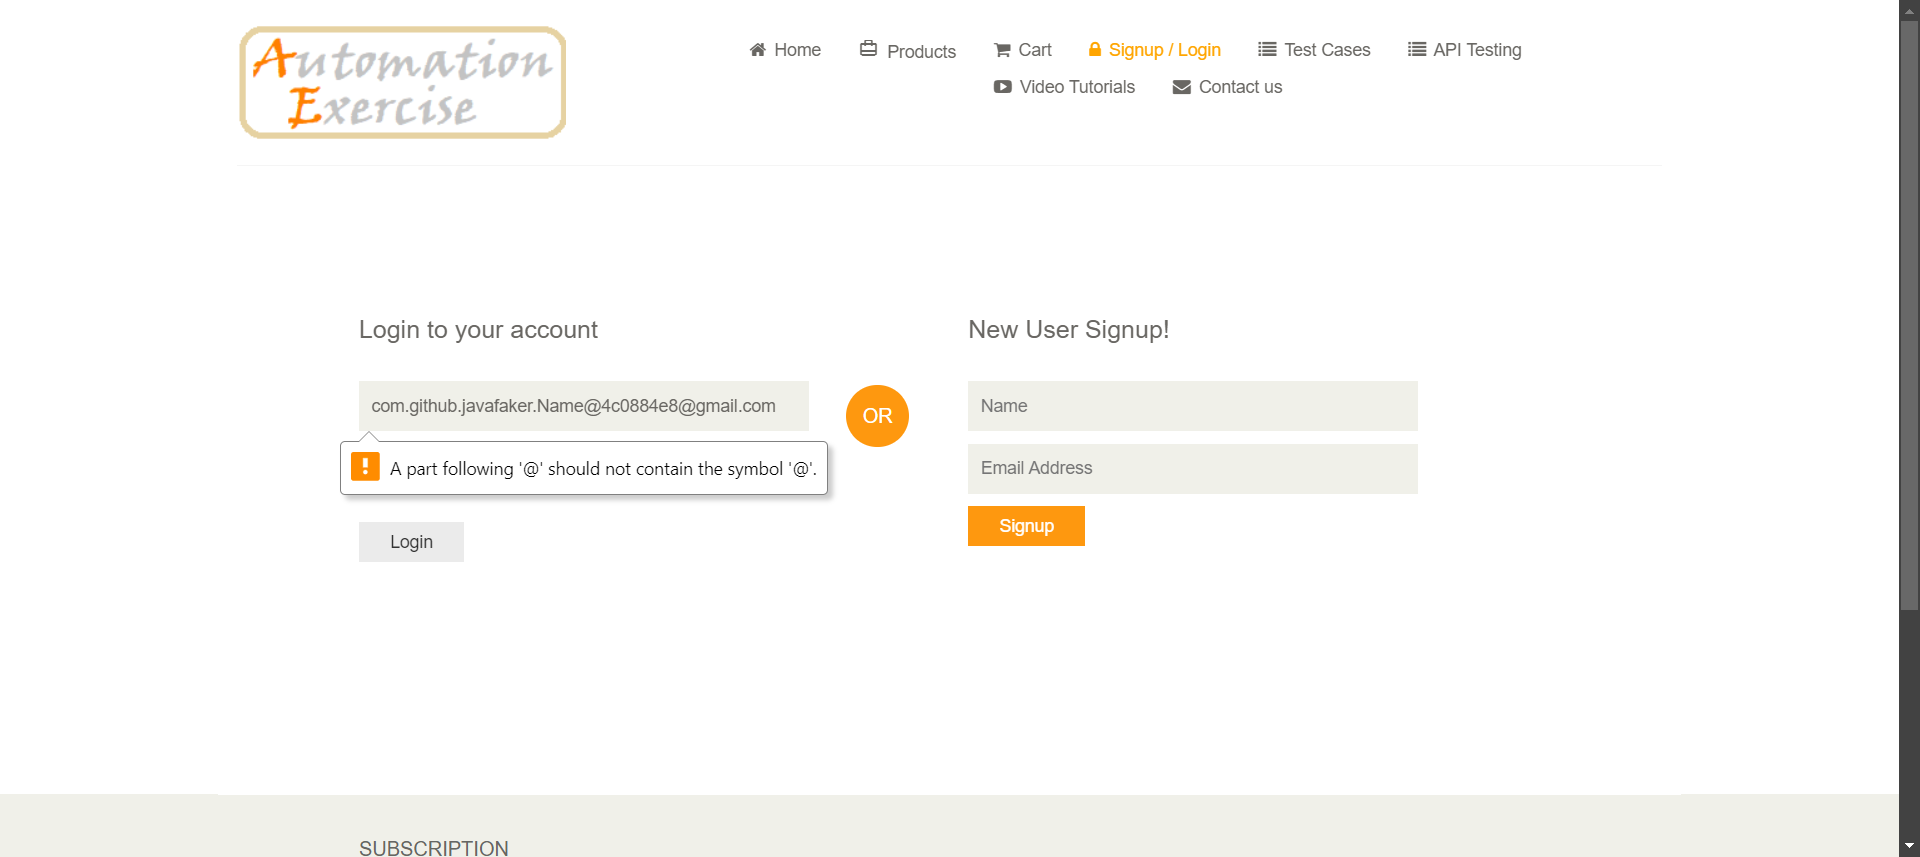 Automation
Exercise
Home
Products
Cart
Signup / Login
Test Cases
API Testing
Video Tutorials
Contact us
Login to your account
com.github.javafaker.Name@4c0884e8@gmail.com
A part following '@' should not contain the symbol '@'.
Login
OR
New User Signup!
Name
Email Address
Signup
SUBSCRIPTION